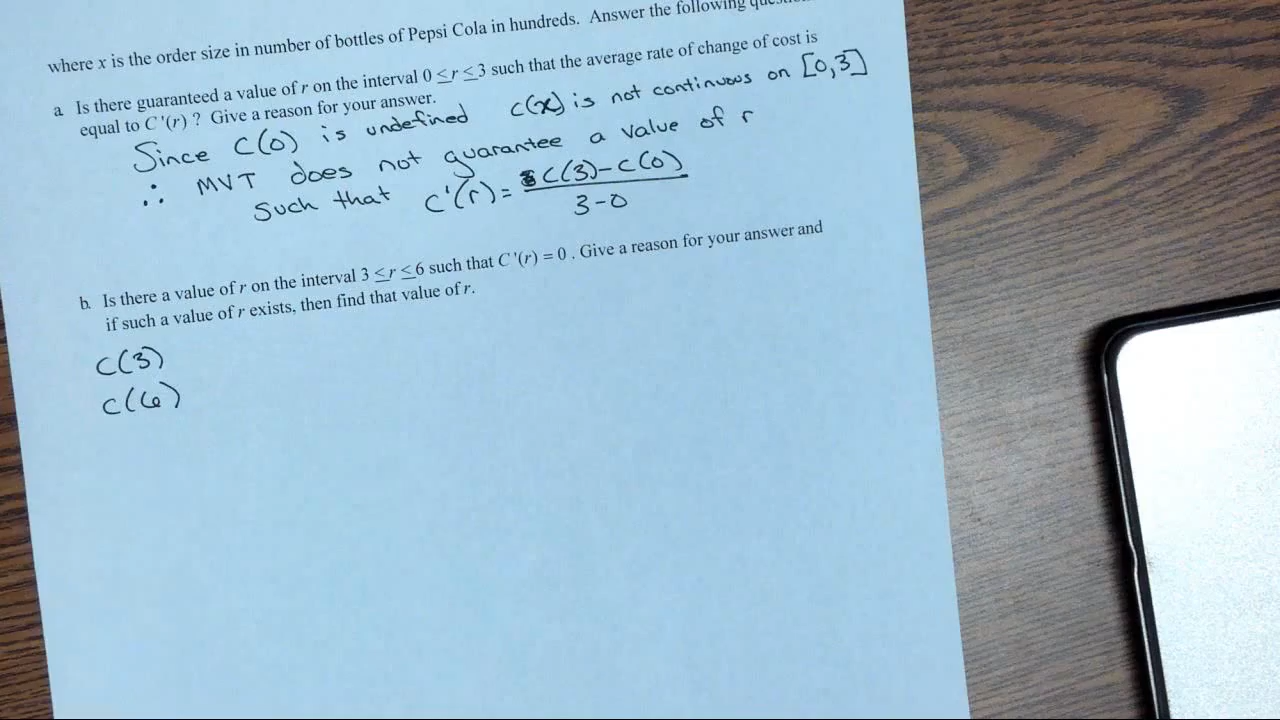 where x is the order size in number of bottles of Pepsi Cola in hundreds. Answer the following
a Is there guaranteed a value of r on the interval 0 ≤ r ≤ 3 such that the average rate of change of cost is
equal to C'(r) ? Give a reason for your answer.
Since C(0) is undefined C(x) is not continuous on [0,3]
∴ MVT does not guarantee a value of r
such that C'(r) = C(3)-C(0)
3-0
b. Is there a value of r on the interval 3 ≤ r ≤ 6 such that C'(r) = 0 . Give a reason for your answer and
if such a value of r exists, then find that value of r.
C(3)
C(6)